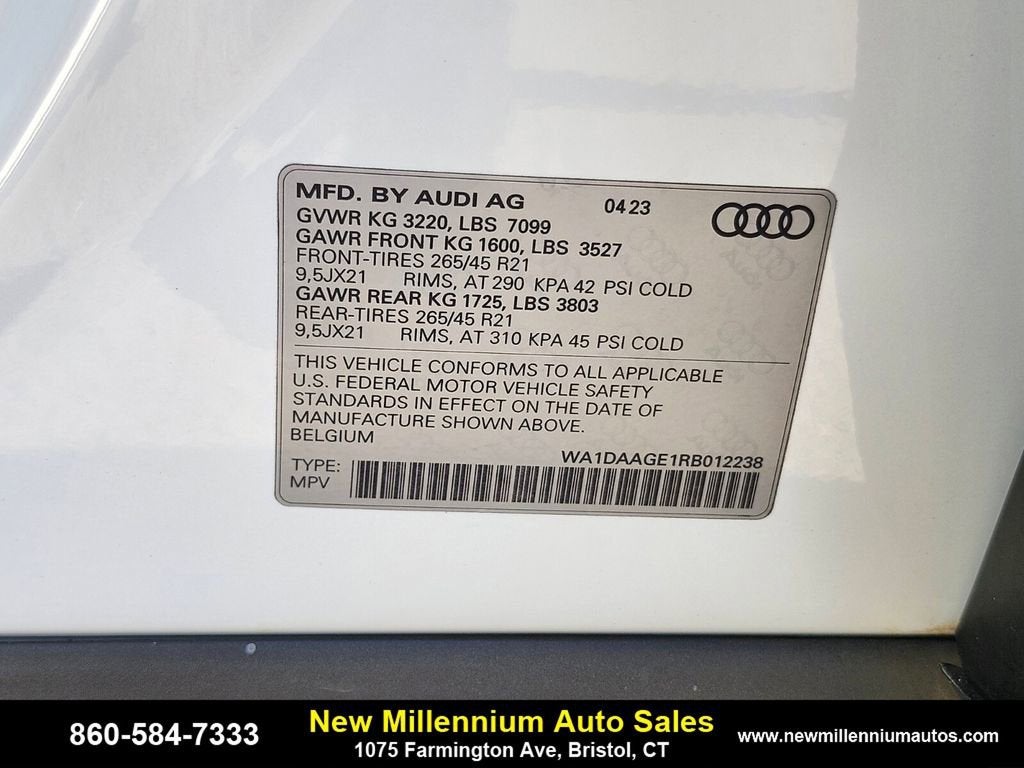 MFD. BY AUDI AG 04 23
GVWR KG 3220, LBS 7099
GAWR FRONT KG 1600, LBS 3527
FRONT-TIRES 265/45 R21
9,5JX21 RIMS, AT 290 KPA 42 PSI COLD
GAWR REAR KG 1725, LBS 3803
REAR-TIRES 265/45 R21
9,5JX21 RIMS, AT 310 KPA 45 PSI COLD
THIS VEHICLE CONFORMS TO ALL APPLICABLE
U.S. FEDERAL MOTOR VEHICLE SAFETY
STANDARDS IN EFFECT ON THE DATE OF
MANUFACTURE SHOWN ABOVE.
BELGIUM
WA1DAAGE1RB012238
TYPE:
MPV
860-584-7333
New Millennium Auto Sales
1075 Farmington Ave, Bristol, CT
www.newmillenniumautos.com